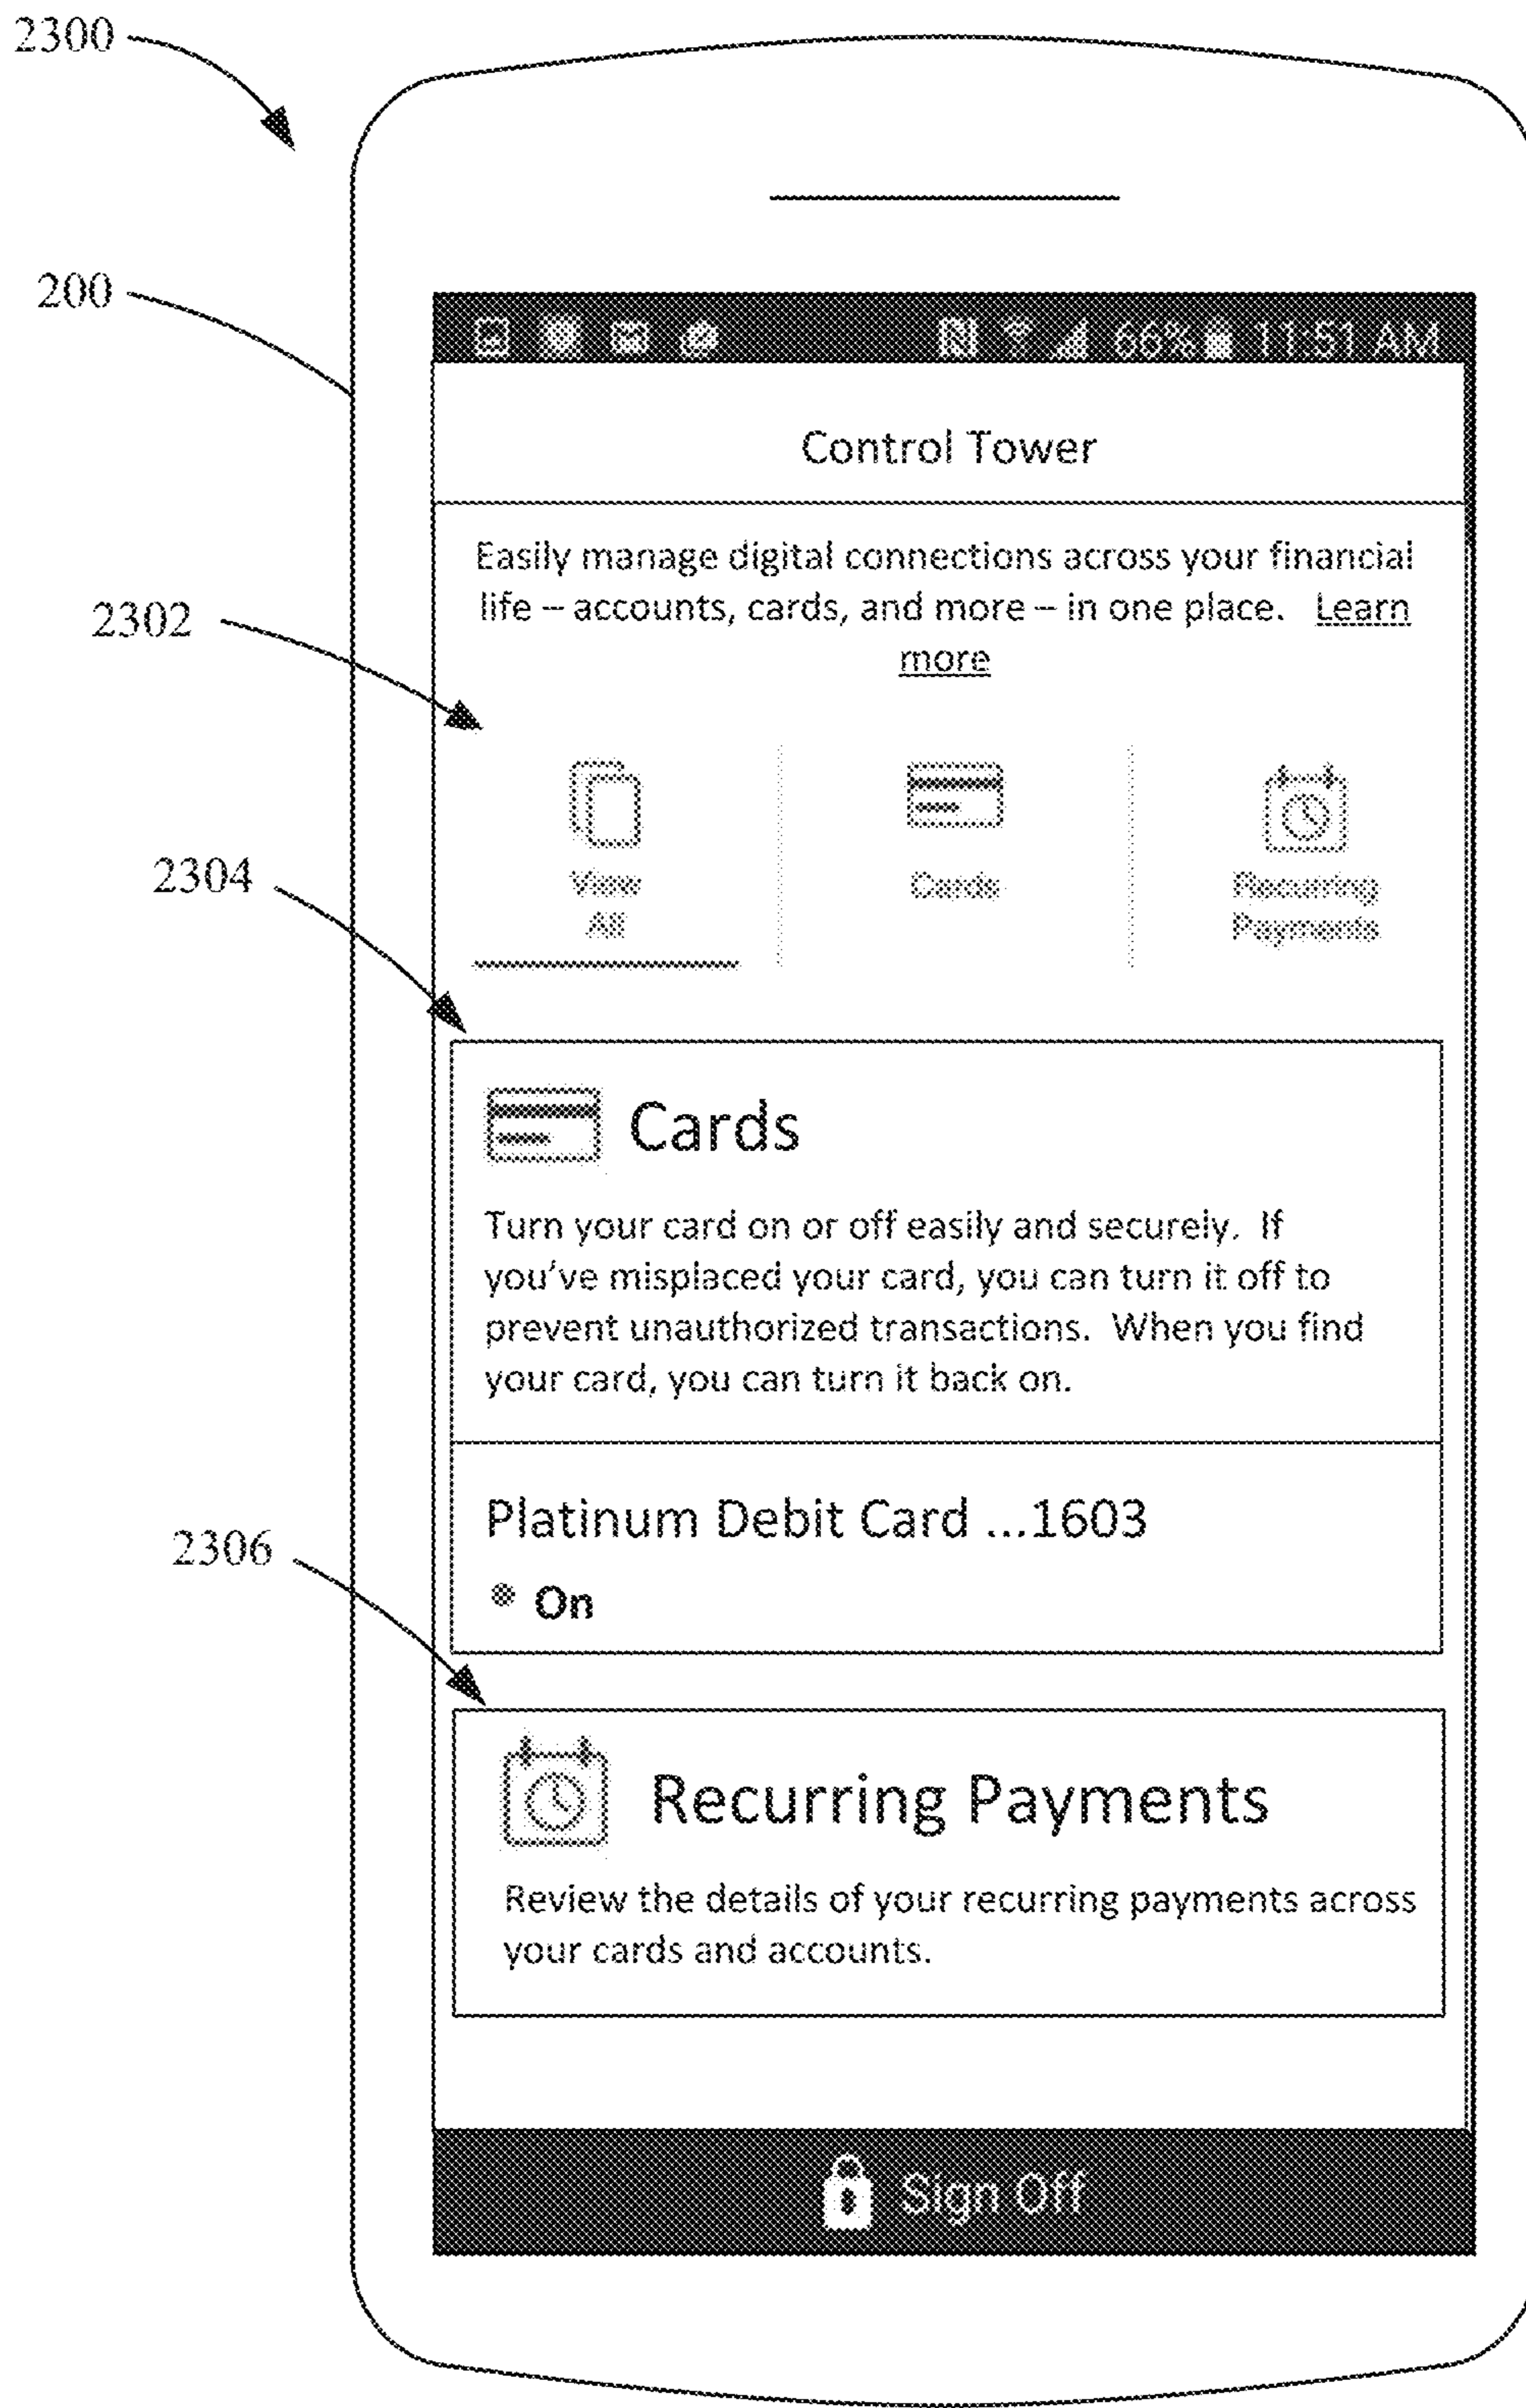 2300
200
66% 11:51 AM
Control Tower
Easily manage digital connections across your financial
life – accounts, cards, and more – in one place. Learn
more
2302
View
All
Cards
Recurring
Payments
2304
Cards
Turn your card on or off easily and securely. If
you've misplaced your card, you can turn it off to
prevent unauthorized transactions. When you find
your card, you can turn it back on.
Platinum Debit Card ...1603
On
2306
Recurring Payments
Review the details of your recurring payments across
your cards and accounts.
Sign Off